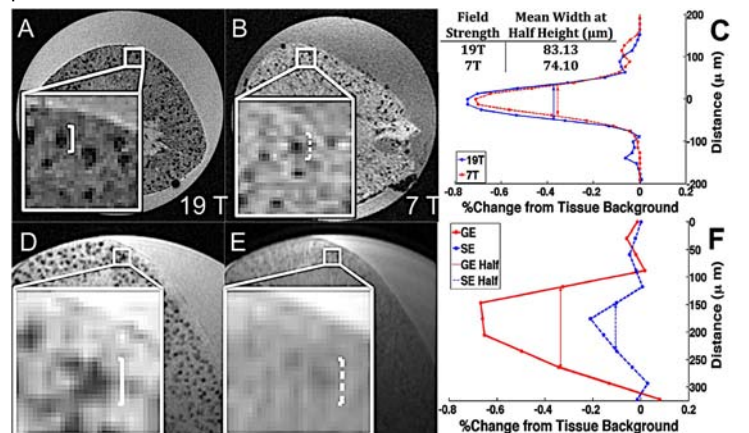 A
19 T
B
7 T
Field Strength
Mean Width at Half Height (μm)
19T 83.13
7T 74.10
C
200
100
0
100
200
Distance (μ m)
19T
7T
-0.8 -0.6 -0.4 -0.2 0 0.2
%Change from Tissue Background
D
E
GE
SE
GE Half
SE Half
F
-0
50
100
150
200
250
300
Distance (μ m)
-0.8 -0.6 -0.4 -0.2 0 0.2
%Change from Tissue Background